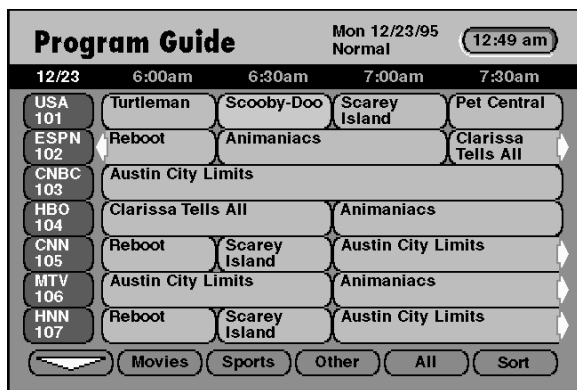 Program Guide
Mon 12/23/95
Normal
12:49 am
12/23 6:00am 6:30am 7:00am 7:30am
USA
101
Turtleman
Scooby-Doo
Scarey
Island
Pet Central
ESPN
102
Reboot
Animaniacs
Clarissa
Tells All
CNBC
103
Austin City Limits
HBO
104
Clarissa Tells All
Animaniacs
CNN
105
Reboot
Scarey
Island
Austin City Limits
MTV
106
Austin City Limits
Animaniacs
HNN
107
Reboot
Scarey
Island
Austin City Limits
Movies Sports Other All Sort